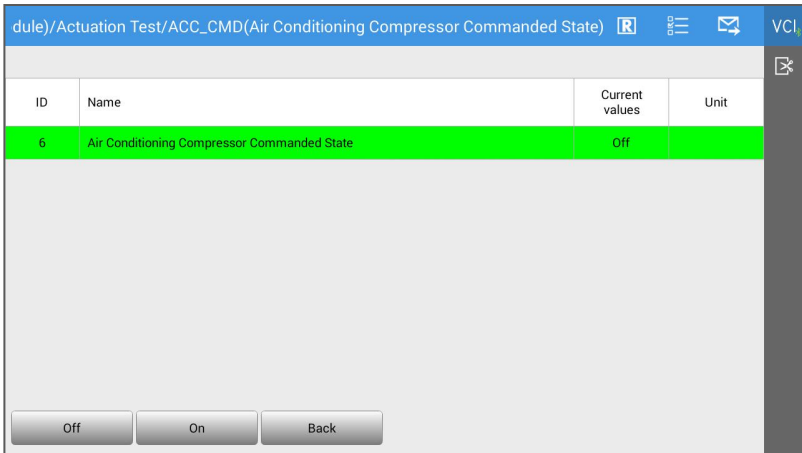 dule)/Actuation Test/ACC_CMD(Air Conditioning Compressor Commanded State) R VCI
ID Name Current values Unit
6 Air Conditioning Compressor Commanded State Off
Off On Back